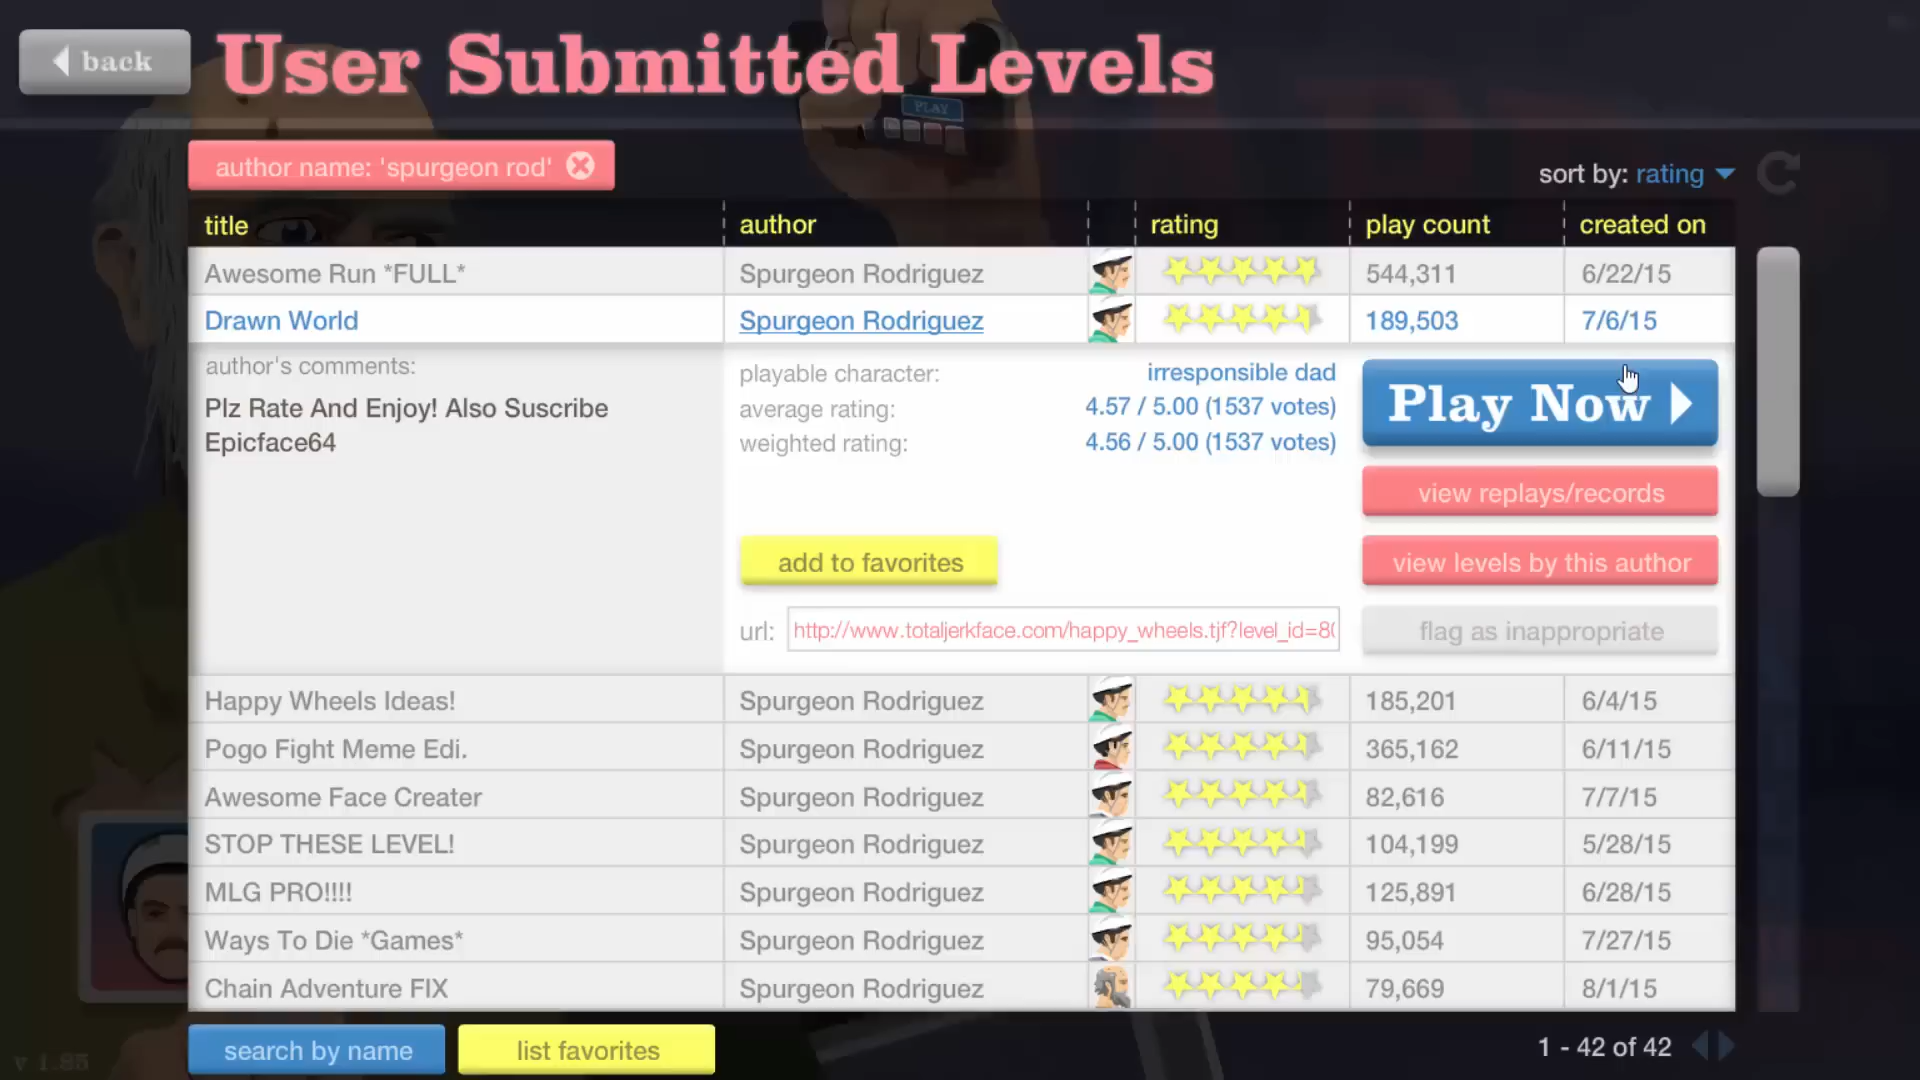 back
User Submitted Levels
PLAY
author name: 'spurgeon rod'
sort by: rating
title author rating play count created on
Awesome Run *FULL* Spurgeon Rodriguez 544,311 6/22/15
Drawn World Spurgeon Rodriguez 189,503 7/6/15
author's comments:
Plz Rate And Enjoy! Also Suscribe
Epicface64
playable character: irresponsible dad
average rating: 4.57 / 5.00 (1537 votes)
weighted rating: 4.56 / 5.00 (1537 votes)
Play Now
view replays/records
add to favorites
view levels by this author
url: http://www.totaljerkface.com/happy_wheels.tjf?level_id=8
flag as inappropriate
Happy Wheels Ideas! Spurgeon Rodriguez 185,201 6/4/15
Pogo Fight Meme Edi. Spurgeon Rodriguez 365,162 6/11/15
Awesome Face Creater Spurgeon Rodriguez 82,616 7/7/15
STOP THESE LEVEL! Spurgeon Rodriguez 104,199 5/28/15
MLG PRO!!!! Spurgeon Rodriguez 125,891 6/28/15
Ways To Die *Games* Spurgeon Rodriguez 95,054 7/27/15
Chain Adventure FIX Spurgeon Rodriguez 79,669 8/1/15
search by name
list favorites
1 - 42 of 42
v 1.85